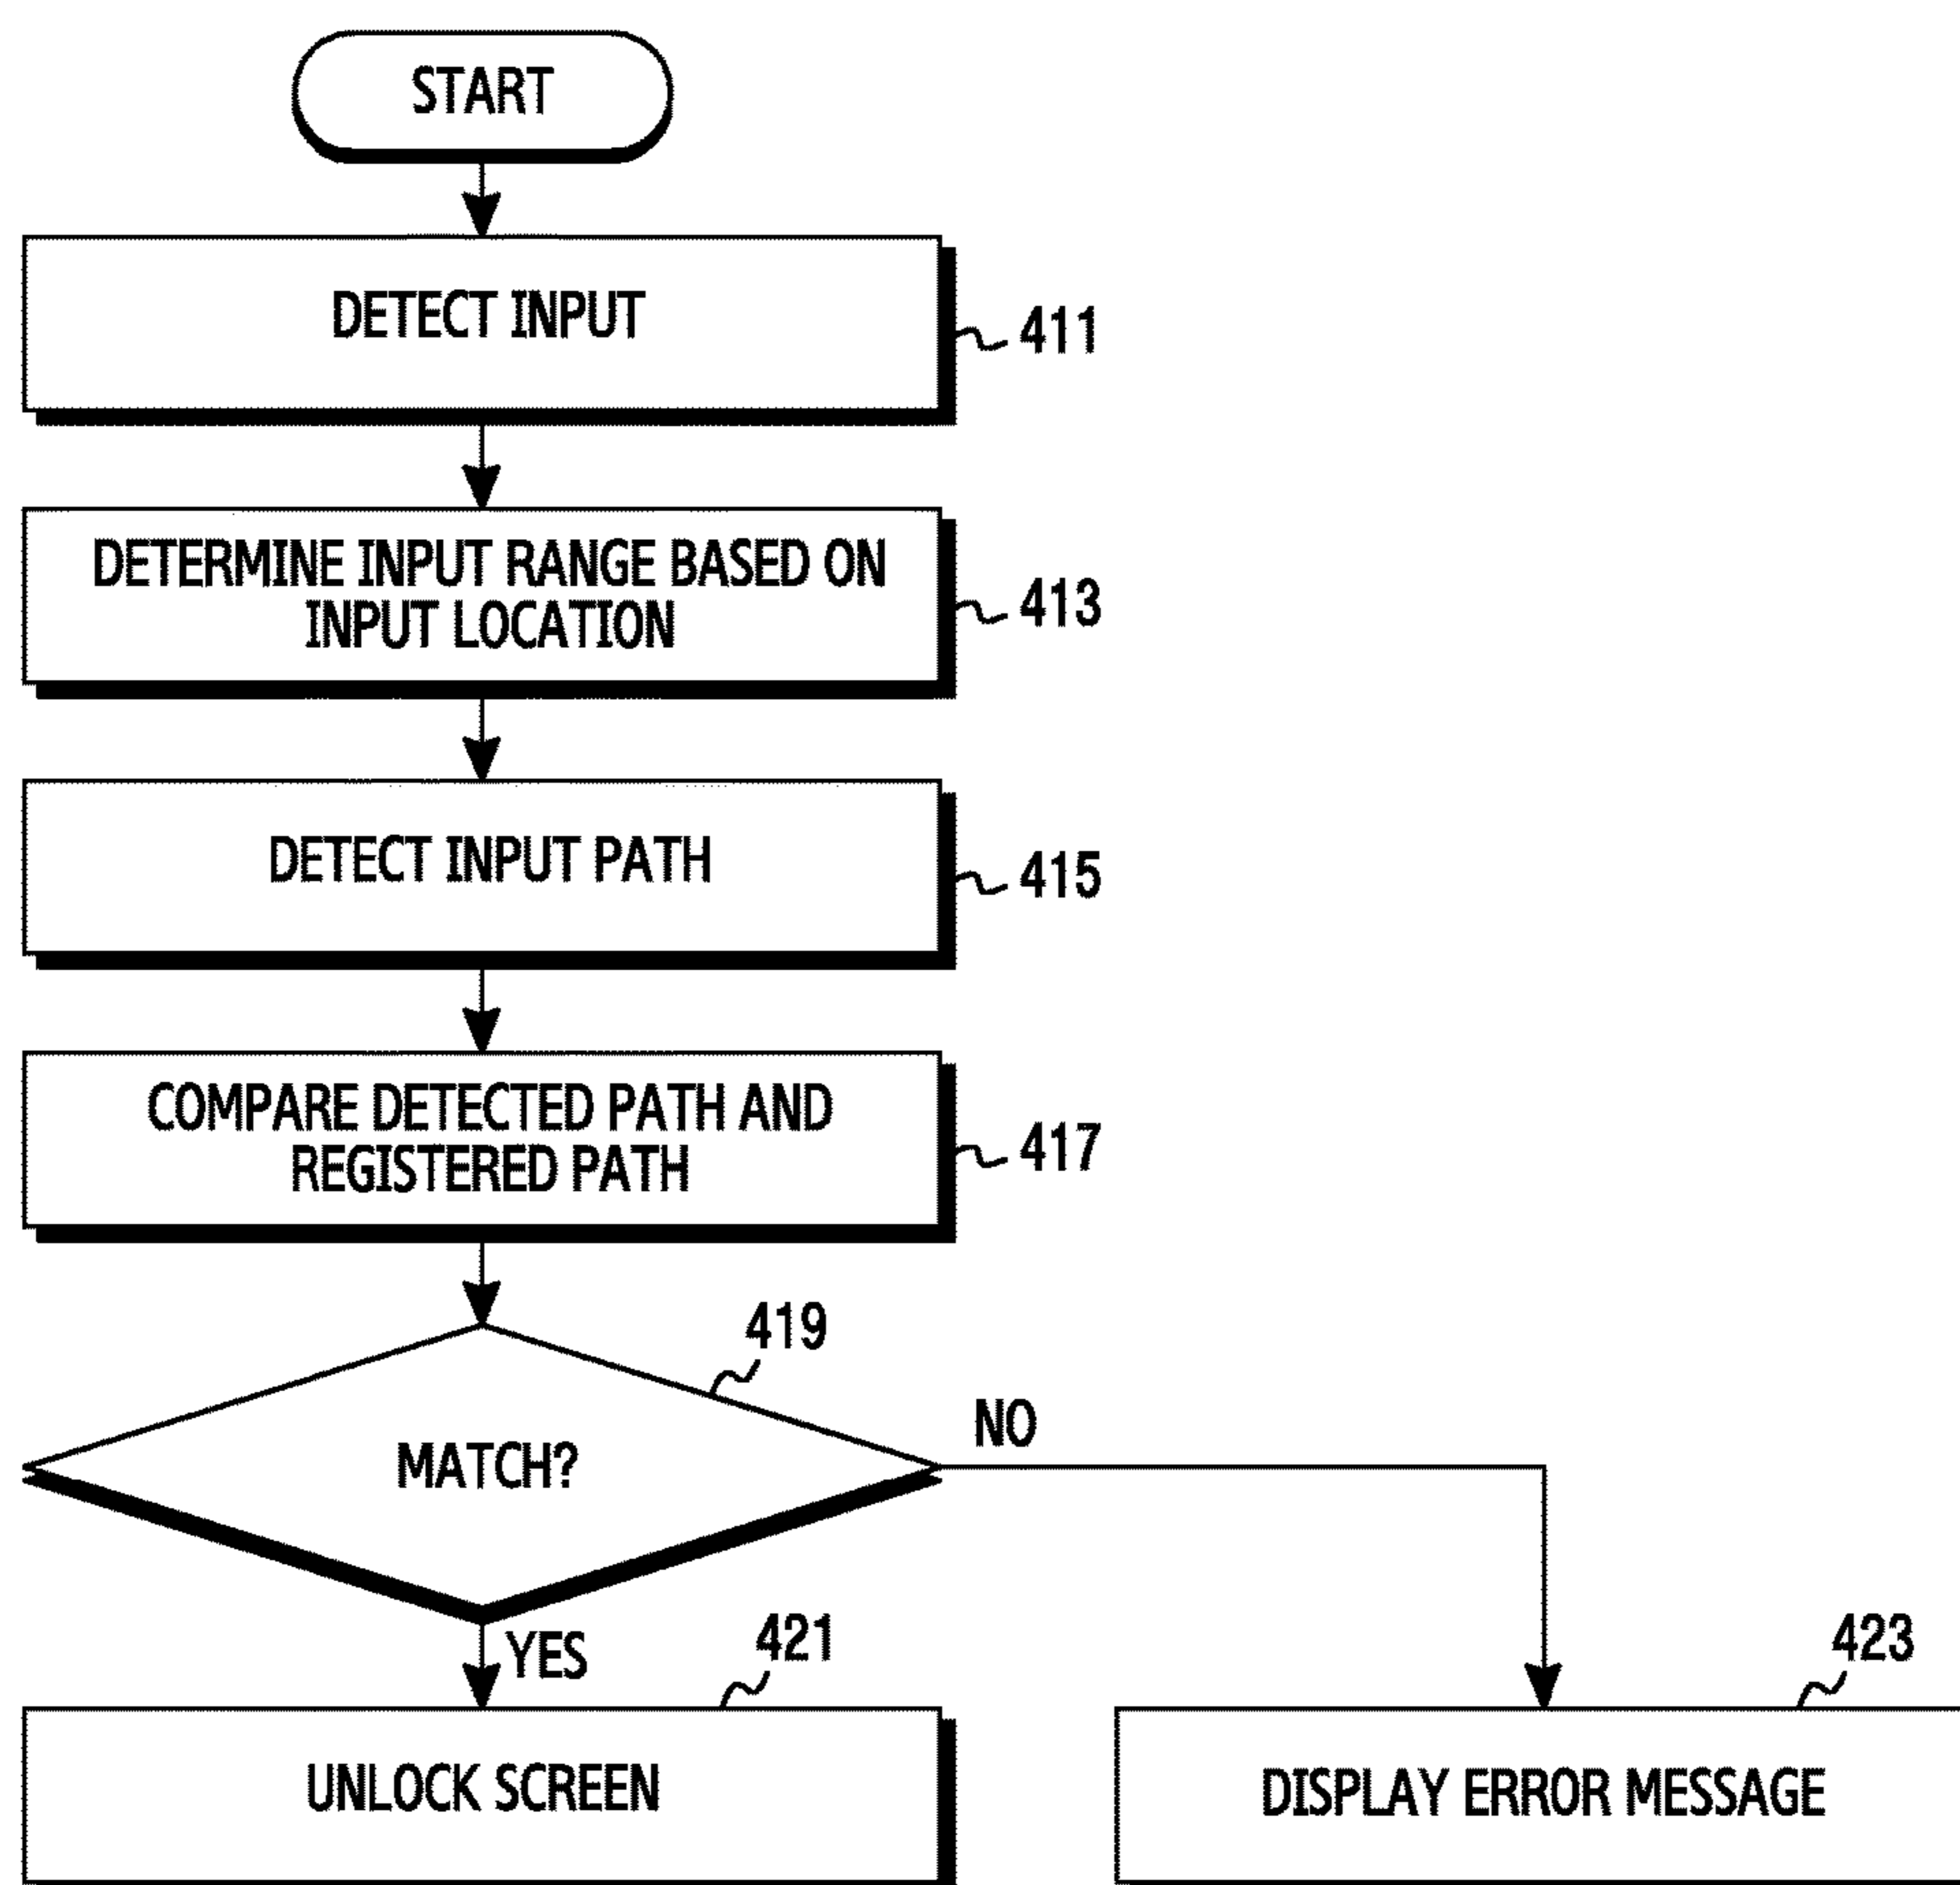 START
DETECT INPUT
411
DETERMINE INPUT RANGE BASED ON
INPUT LOCATION
413
DETECT INPUT PATH
415
COMPARE DETECTED PATH AND
REGISTERED PATH
417
419
MATCH?
NO
YES
421
UNLOCK SCREEN
423
DISPLAY ERROR MESSAGE